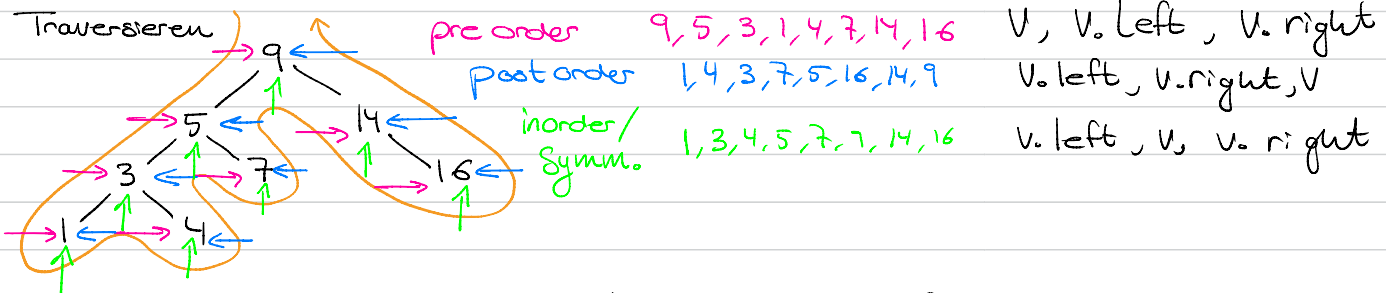 Traversieren
9
5 14
3 7 16
1 4
pre order 9, 5, 3, 1, 4, 7, 14, 16 V, V.left, V.right
post order 1, 4, 3, 7, 5, 16, 14, 9 V.left, V.right, V
inorder/ 1, 3, 4, 5, 7, 9, 14, 16 V.left, V, V.right
Symm.